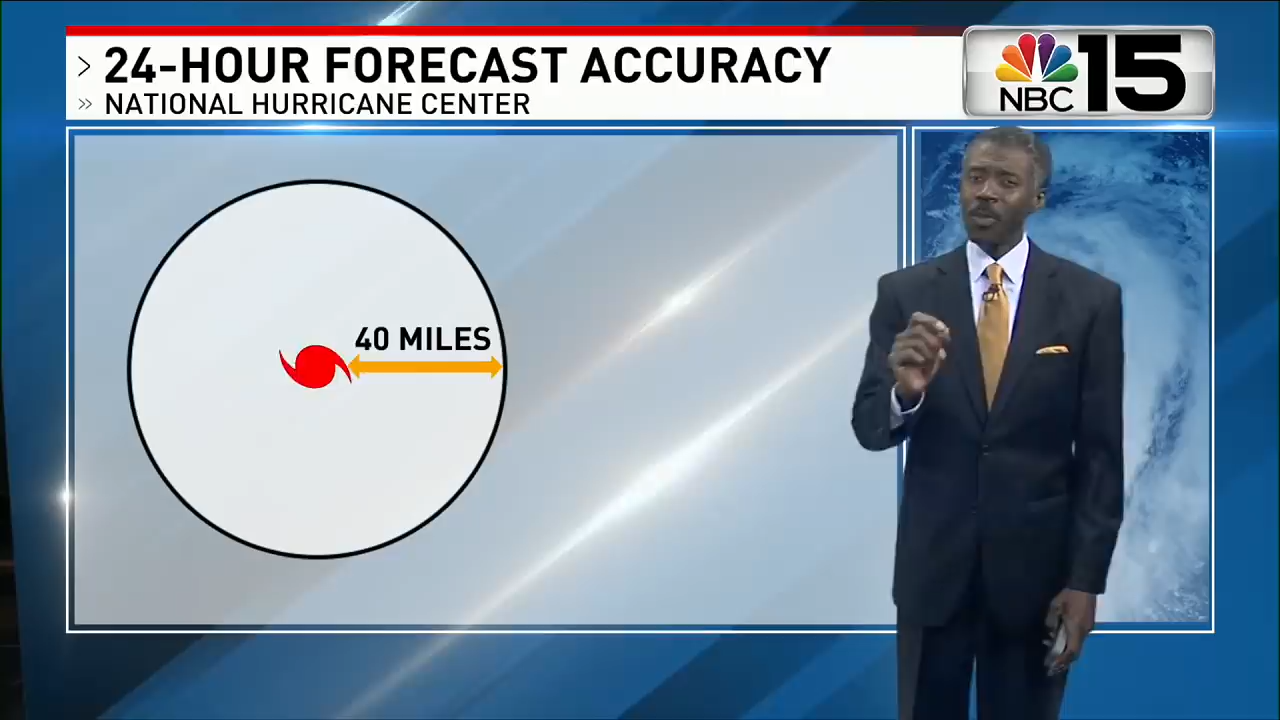 > 24-HOUR FORECAST ACCURACY
» NATIONAL HURRICANE CENTER
NBC 15
40 MILES